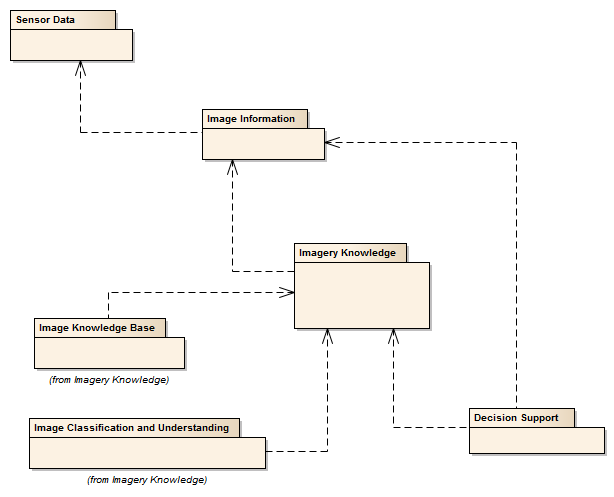 Sensor Data
Image Information
Imagery Knowledge
Image Knowledge Base
(from Imagery Knowledge)
Image Classification and Understanding
(from Imagery Knowledge)
Decision Support